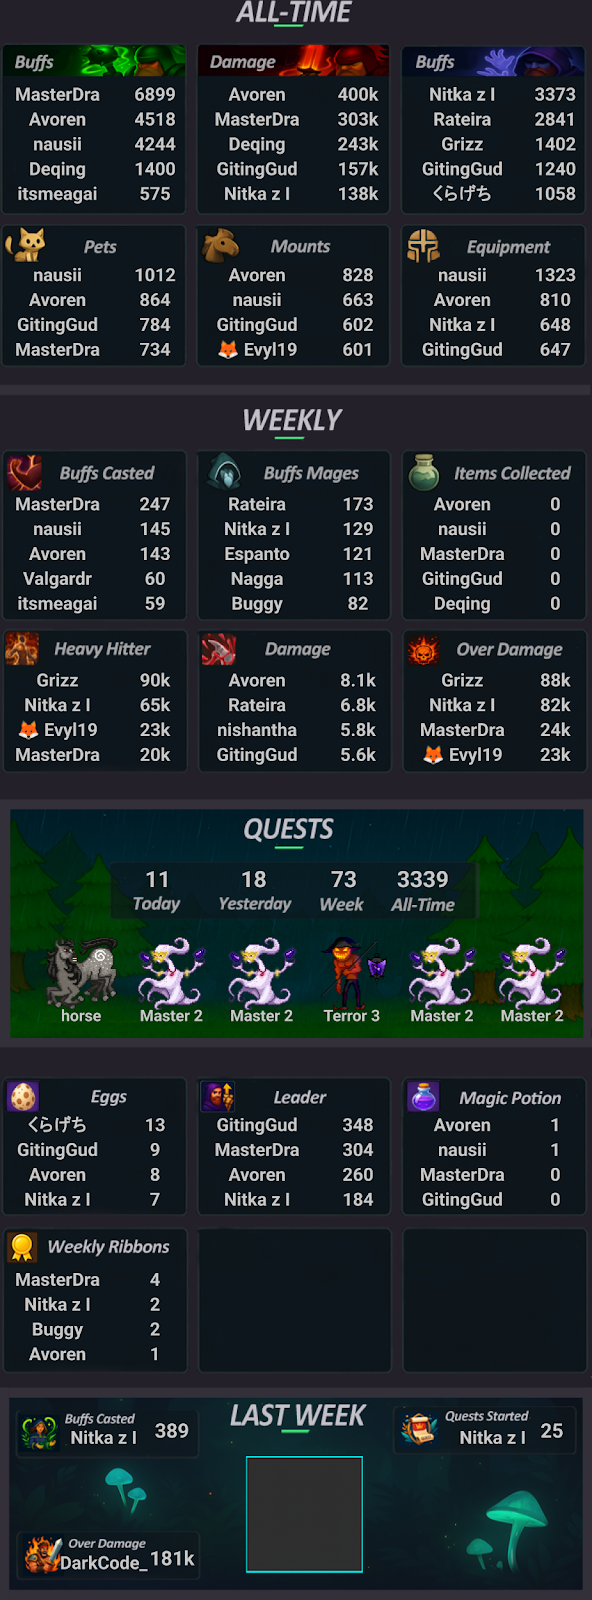 ALL-TIME
Buffs
MasterDra 6899
Avoren 4518
nausii 4244
Deqing 1400
itsmeagai 575
Damage
Avoren 400k
MasterDra 303k
Deqing 243k
GitingGud 157k
Nitka z l 138k
Buffs
Nitka z l 3373
Rateira 2841
Grizz 1402
GitingGud 1240
くらげち 1058
Pets
nausii 1012
Avoren 864
GitingGud 784
MasterDra 734
Mounts
Avoren 828
nausii 663
GitingGud 602
🦊 Evyl19 601
Equipment
nausii 1323
Avoren 810
Nitka z l 648
GitingGud 647
WEEKLY
Buffs Casted
MasterDra 247
nausii 145
Avoren 143
Valgardr 60
itsmeagai 59
Buffs Mages
Rateira 173
Nitka z l 129
Espanto 121
Nagga 113
Buggy 82
Items Collected
Avoren 0
nausii 0
MasterDra 0
GitingGud 0
Deqing 0
Heavy Hitter
Grizz 90k
Nitka z l 65k
🦊 Evyl19 23k
MasterDra 20k
Damage
Avoren 8.1k
Rateira 6.8k
nishantha 5.8k
GitingGud 5.6k
Over Damage
Grizz 88k
Nitka z l 82k
MasterDra 24k
🦊 Evyl19 23k
QUESTS
11 18 73 3339
Today Yesterday Week All-Time
horse Master 2 Master 2 Terror 3 Master 2 Master 2
Eggs
くらげち 13
GitingGud 9
Avoren 8
Nitka z l 7
Leader
GitingGud 348
MasterDra 304
Avoren 260
Nitka z l 184
Magic Potion
Avoren 1
nausii 1
MasterDra 0
GitingGud 0
Weekly Ribbons
MasterDra 4
Nitka z l 2
Buggy 2
Avoren 1
LAST WEEK
Buffs Casted
Nitka z l 389
Quests Started
Nitka z l 25
Over Damage
DarkCode_ 181k